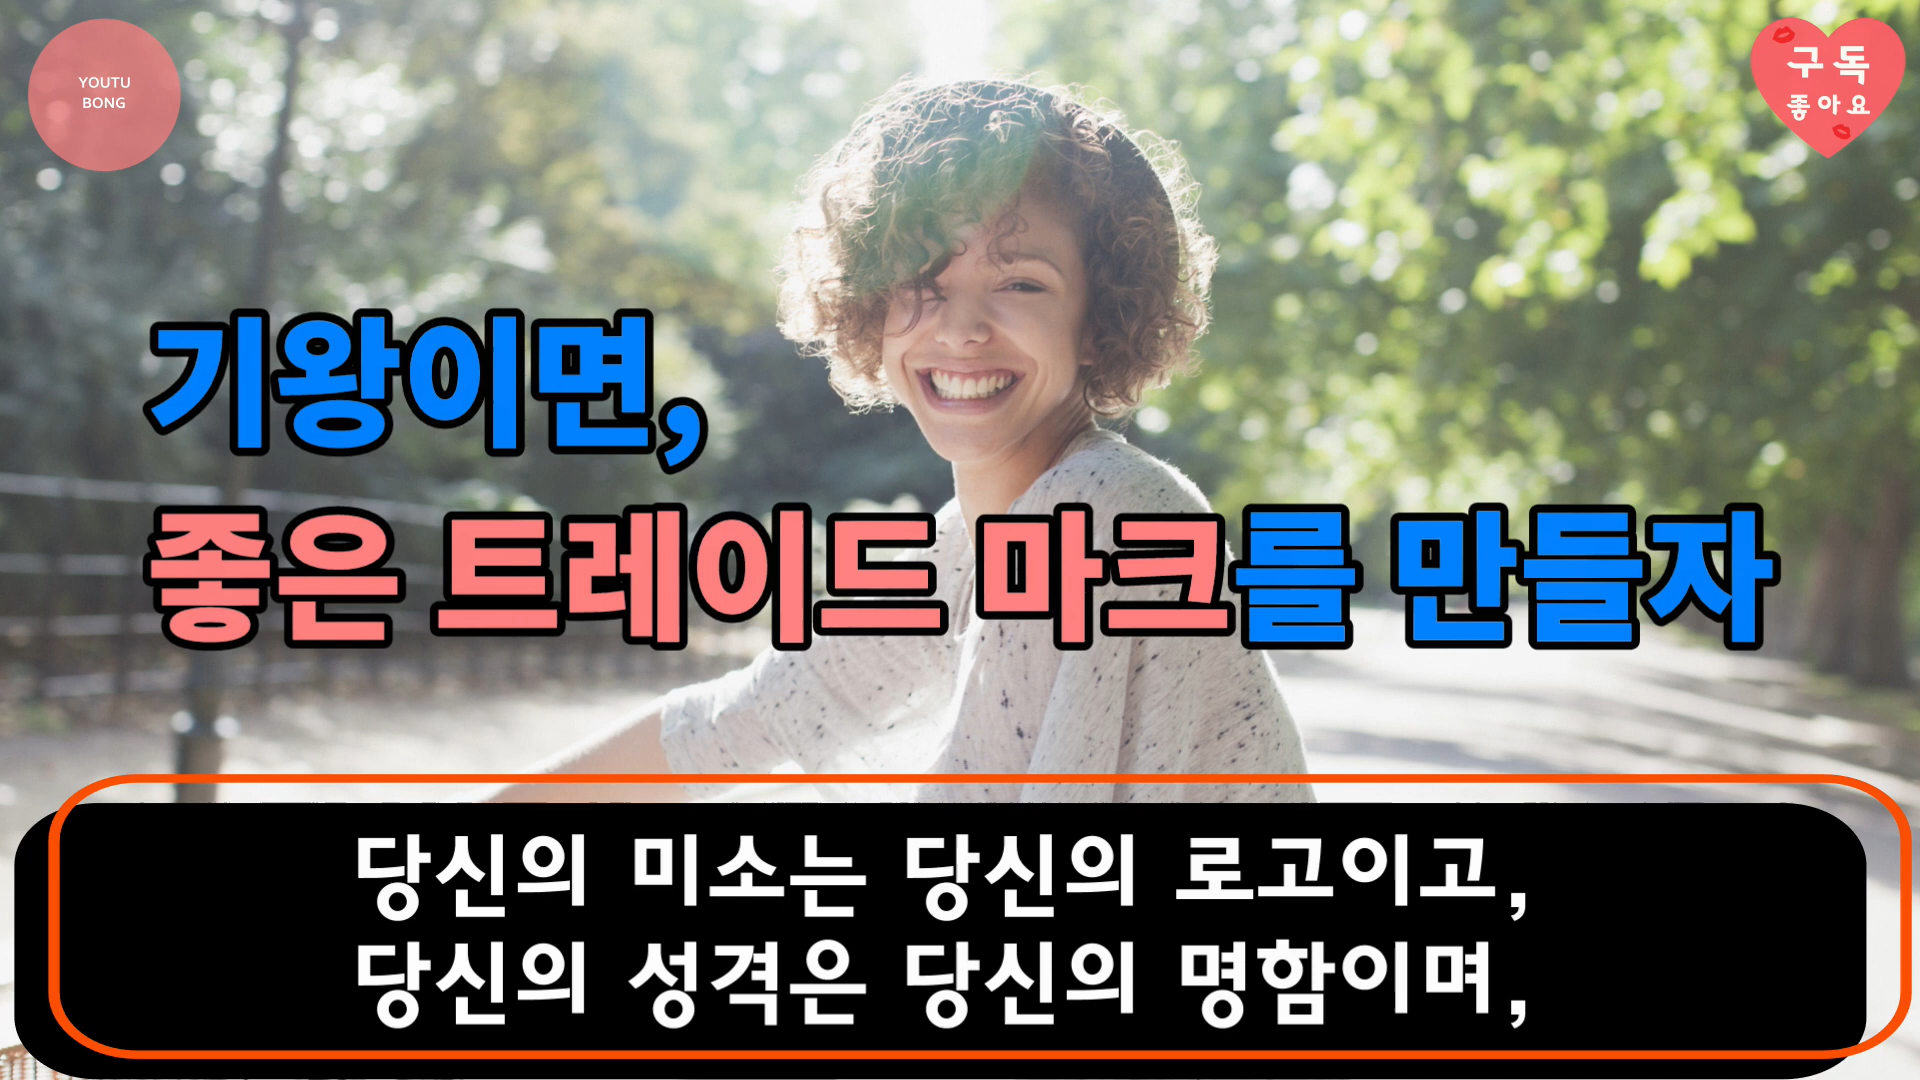 YOUTU
BONG
구독
좋아요
기왕이면,
좋은 트레이드 마크를 만들자
당신의 미소는 당신의 로고이고,
당신의 성격은 당신의 명함이며,